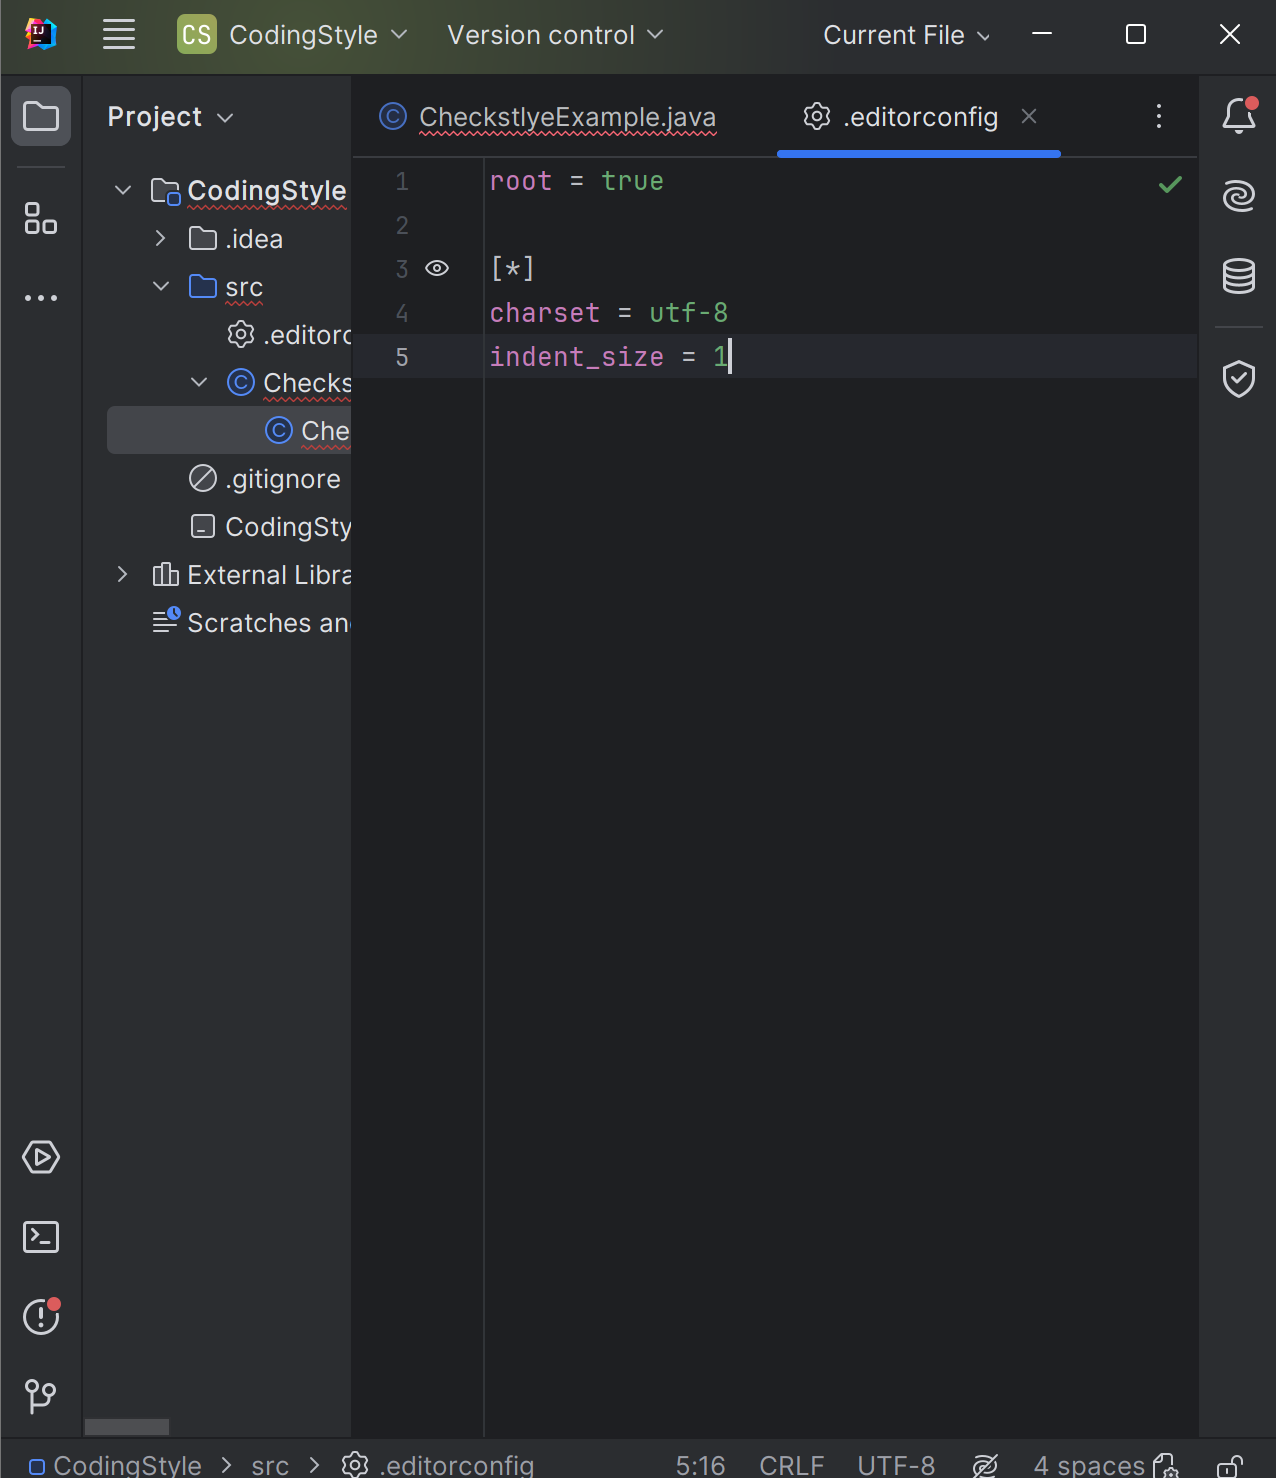 CS CodingStyle Version control Current File
Project
CheckstlyeExample.java
.editorconfig
CodingStyle
.idea
src
.editorc
Checks
Che
.gitignore
CodingSty
External Libra
Scratches an
1 root = true
2
3 [*]
4 charset = utf-8
5 indent_size = 1
CodingStyle > src > .editorconfig 5:16 CRLF UTF-8 4 spaces